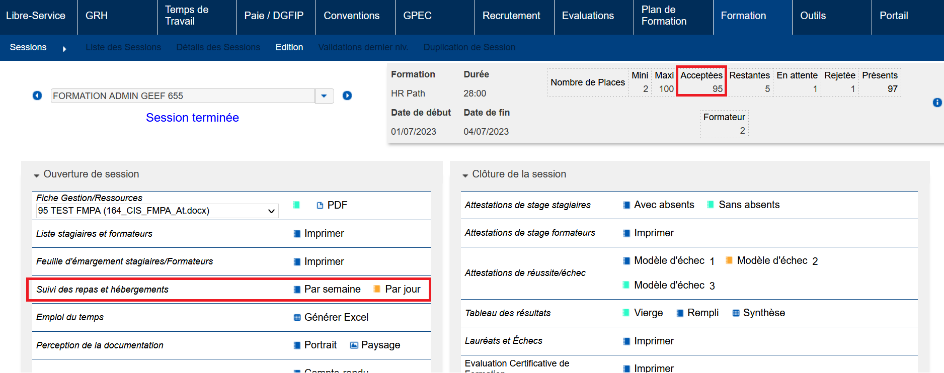 Libre-Service GRH Temps de Travail Paie / DGFIP Conventions GPEC Recrutement Evaluations Plan de Formation Formation Outils Portail
Sessions Liste des Sessions Détails des Sessions Edition Validations dernier niv. Duplication de Session
FORMATION ADMIN GEEF 655
Session terminée
Formation Durée
HR Path 28:00
Date de début Date de fin
01/07/2023 04/07/2023
Mini Maxi Acceptées Restantes En attente Rejetée Présents
Nombre de Places 2 100 95 5 1 1 97
Formateur
2
Ouverture de session
Fiche Gestion/Ressources
95 TEST FMPA (164_CIS_FMPA_At.docx) PDF
Liste stagiaires et formateurs Imprimer
Feuille d'émargement stagiaires/Formateurs Imprimer
Suivi des repas et hébergements Par semaine Par jour
Emploi du temps Générer Excel
Perception de la documentation Portrait Paysage
Compte-rendu
Clôture de la session
Attestations de stage stagiaires Avec absents Sans absents
Attestations de stage formateurs Imprimer
Attestations de réussite/échec Modèle d'échec 1 Modèle d'échec 2
Modèle d'échec 3
Tableau des résultats Vierge Rempli Synthèse
Lauréats et Échecs Imprimer
Evaluation Certificative de
Formation Imprimer